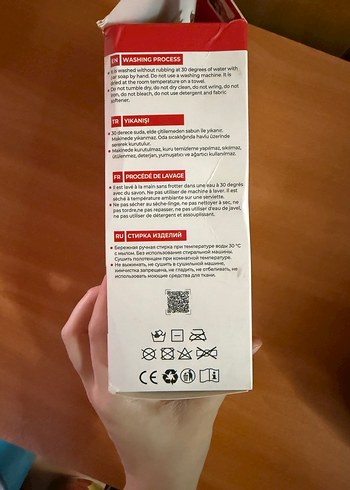 EN WASHING PROCESS
It is washed without rubbing at 30 degrees of water with
soap by hand. Do not use a washing machine. It is
dried at the room temperature on a towel.
Do not tumble dry, do not dry clean, do not wring, do not
iron, do not bleach, do not use detergent and fabric
softener.
TR YIKANIŞI
30 derece suda, elde çitilemeden sabun ile yıkanır.
Makinede yıkanmaz. Oda sıcaklığında havlu üzerinde
sererek kurutulur.
Makinede kurutulmaz, kuru temizleme yapılmaz, sıkılmaz,
ütülenmez, deterjan, yumuşatıcı ve ağartıcı kullanılmaz.
FR PROCÉDÉ DE LAVAGE
Il est lavé à la main sans frotter dans une eau à 30 degrés
avec du savon. Ne pas utiliser de machine à laver. Il est
séché à température ambiante sur une serviette.
Ne pas sécher au sèche-linge, ne pas nettoyer à sec, ne
pas tordre,ne pas repasser, ne pas utiliser d'eau de javel,
ne pas utiliser de détergent et assouplissant.
RU СТИРКА ИЗДЕЛИЙ
Бережная ручная стирка при температуре воды 30 °C
с мылом. Без использования стиральной машины.
Сушить полотенцем при комнатной температуре.
Не выжимать, не сушить в сушильной машине,
химчистка запрещена, не гладить, не отбеливать, не
использовать моющие средства для ткани.
CE